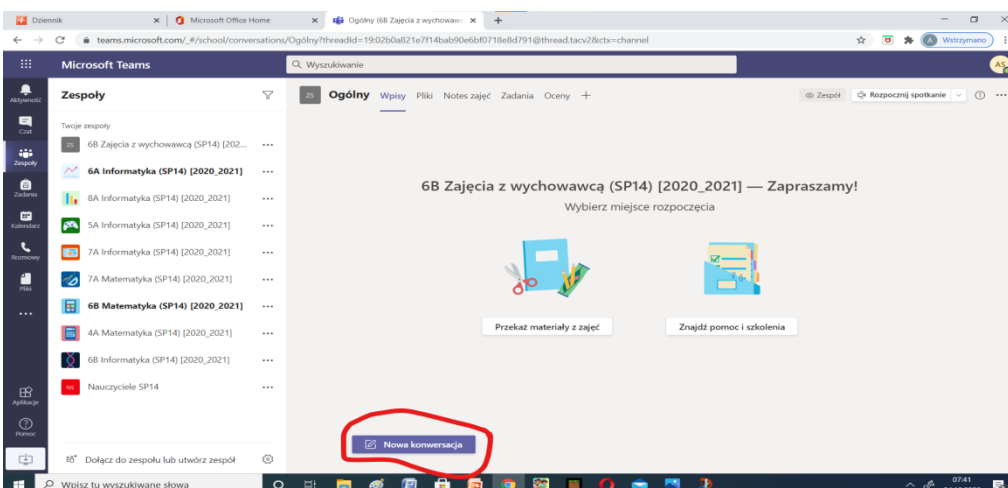 Dziennik
Microsoft Office Home
Ogólny (6B Zajęcia z wychowaw
teams.microsoft.com/_#/school/conversations/Ogólny?threadId=19:02b0a821e7f14bab90e6bf0718e8d791@thread.tacv2&ctx=channel
Wstrzymano
Microsoft Teams
Wyszukiwanie
AS
Aktywność
Czat
Zespoły
Zadania
Kalendarz
Rozmowy
Pliki
Aplikacje
Pomoc
Zespoły
Twoje zespoły
ZS 6B Zajęcia z wychowawcą (SP14) [202...
6A Informatyka (SP14) [2020_2021]
8A Informatyka (SP14) [2020_2021]
5A Informatyka (SP14) [2020_2021]
7A Informatyka (SP14) [2020_2021]
7A Matematyka (SP14) [2020_2021]
6B Matematyka (SP14) [2020_2021]
4A Matematyka (SP14) [2020_2021]
6B Informatyka (SP14) [2020_2021]
NS Nauczyciele SP14
Dołącz do zespołu lub utwórz zespół
ZS Ogólny Wpisy Pliki Notes zajęć Zadania Oceny +
Zespół Rozpocznij spotkanie
6B Zajęcia z wychowawcą (SP14) [2020_2021] — Zapraszamy!
Wybierz miejsce rozpoczęcia
Przekaż materiały z zajęć
Znajdź pomoc i szkolenia
Nowa konwersacja
Wpisz tu wyszukiwane słowa
07:41